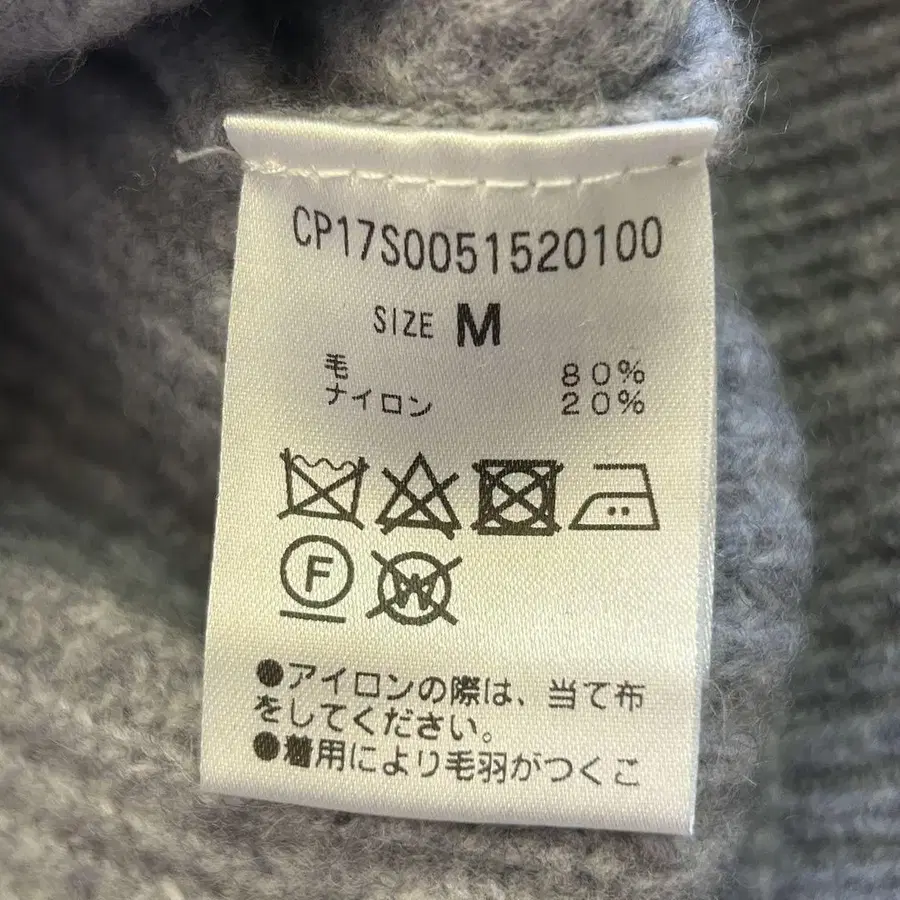 CP17S0051520100
SIZE M
毛 80%
ナイロン 20%
F
W
●アイロンの際は、当て布
をしてください。
●着用により毛羽がつくこ